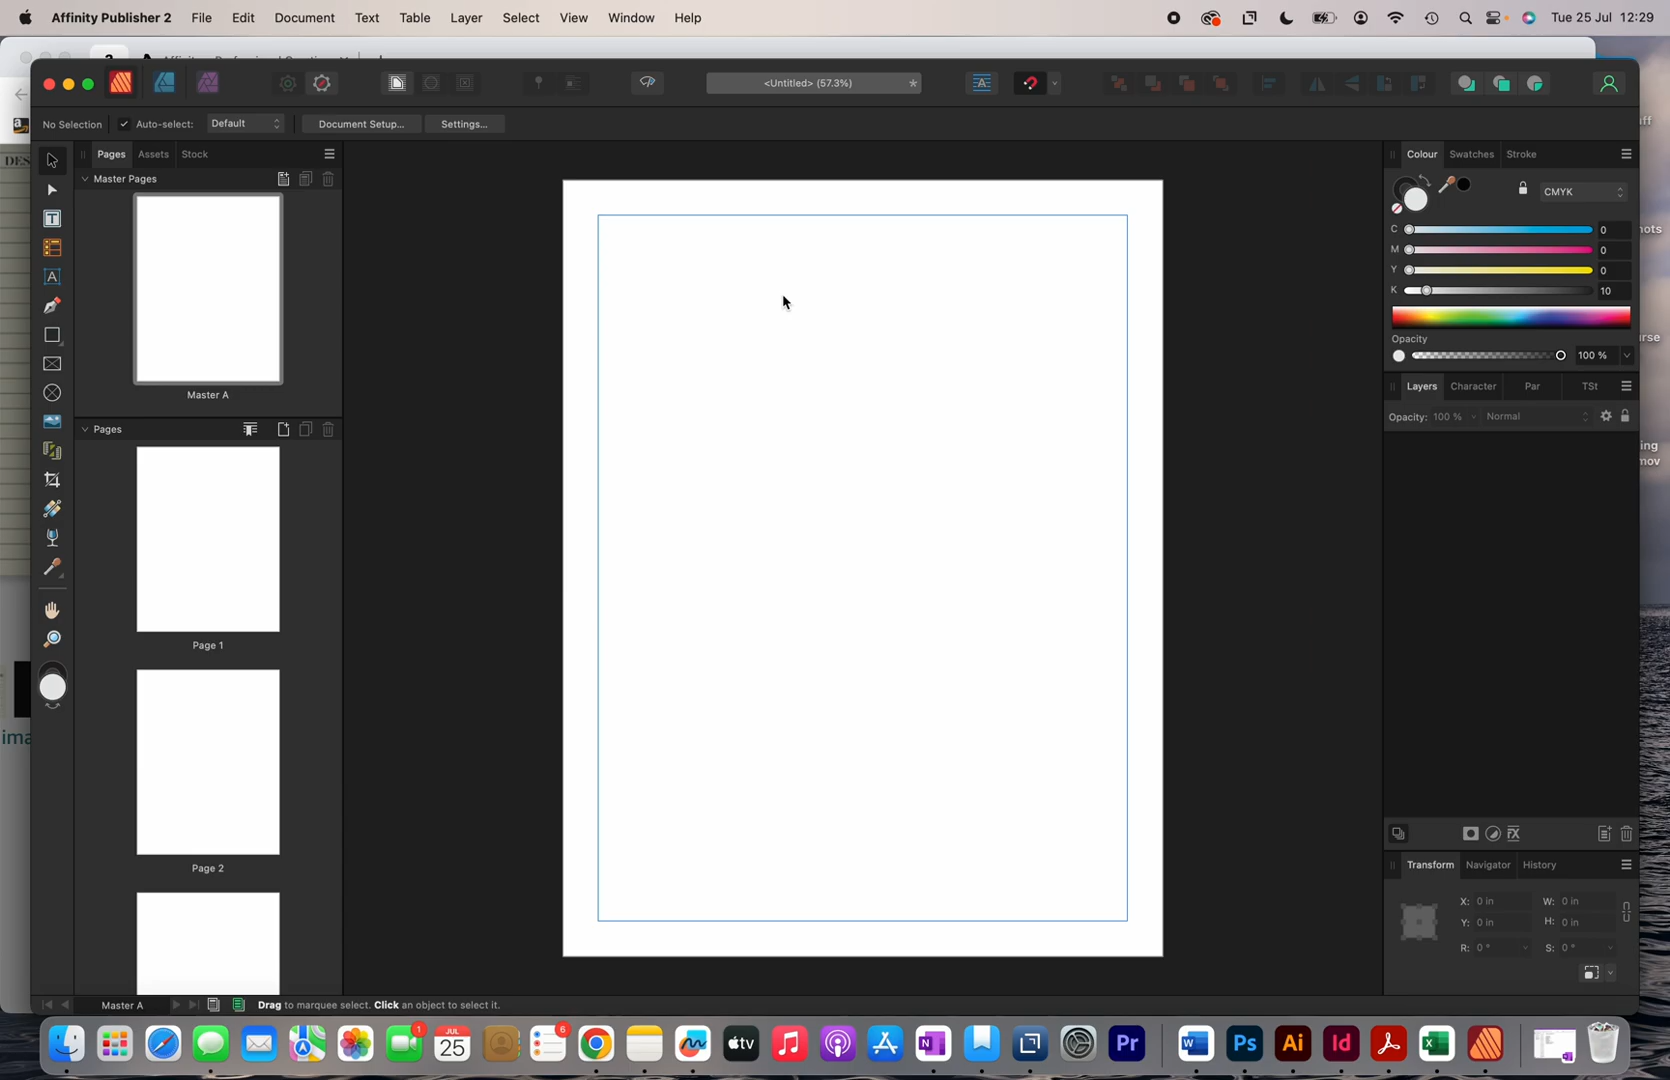 Affinity Publisher 2 File Edit Document Text Table Layer Select View Window Help Tue 25 Jul 12:29
<Untitled> (57.3%) *
No Selection Auto-select: Default Document Setup... Settings...
Pages Assets Stock
Master Pages
Master A
Pages
Page 1
Page 2
Colour Swatches Stroke
CMYK
C 0
M 0
Y 0
K 10
Opacity
100 %
Layers Character Par TSt
Opacity: 100 % Normal
Transform Navigator History
X: 0 in W: 0 in
Y: 0 in H: 0 in
R: 0 ° S: 0 °
Master A Drag to marquee select. Click an object to select it.
1 JUL 25 6 tv Pr W Ps Ai Id X